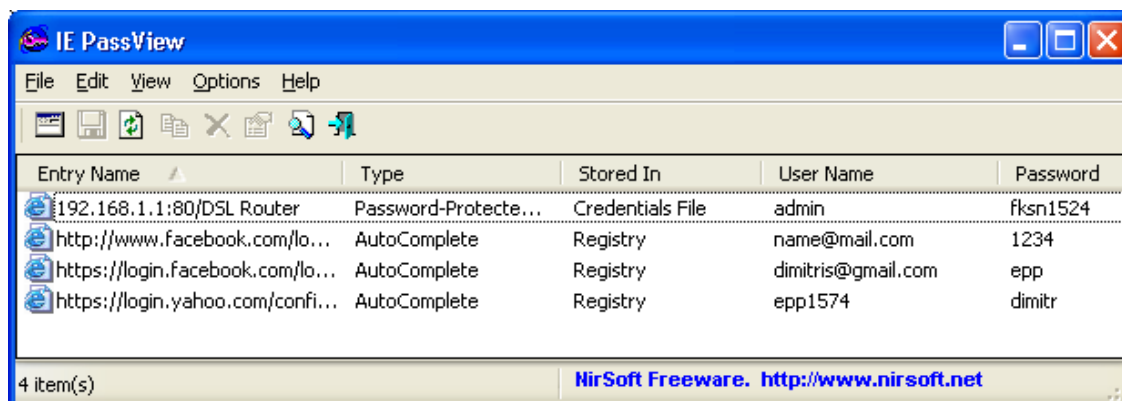 IE PassView
File Edit View Options Help
Entry Name Type Stored In User Name Password
192.168.1.1:80/DSL Router Password-Protecte... Credentials File admin fksn1524
http://www.facebook.com/lo... AutoComplete Registry name@mail.com 1234
https://login.facebook.com/lo... AutoComplete Registry dimitris@gmail.com epp
https://login.yahoo.com/confi... AutoComplete Registry epp1574 dimitr
4 item(s) NirSoft Freeware. http://www.nirsoft.net